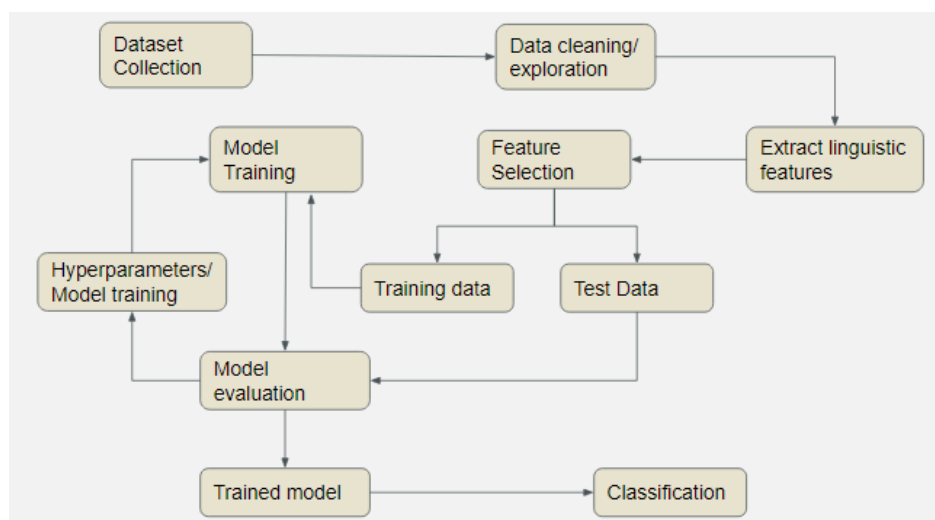 Dataset
Collection
Data cleaning/
exploration
Model
Training
Feature
Selection
Extract linguistic
features
Hyperparameters/
Model training
Training data
Test Data
Model
evaluation
Trained model
Classification